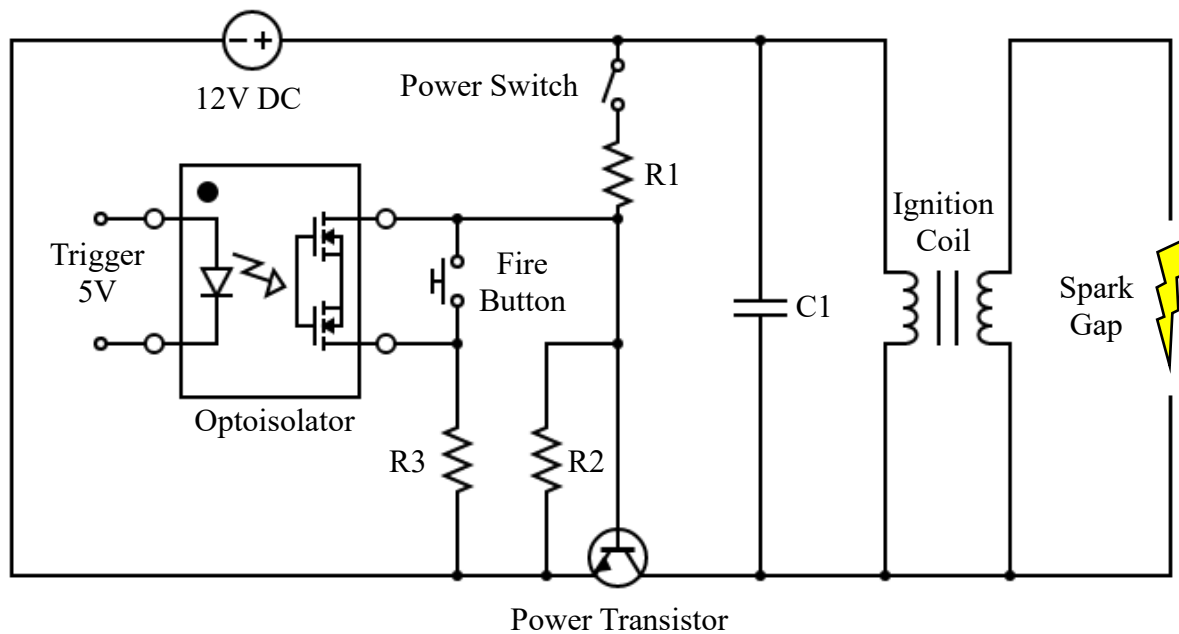 12V DC
Power Switch
R1
Trigger
5V
Fire
Button
Ignition
Coil
C1
Spark
Gap
Optoisolator
R3
R2
Power Transistor